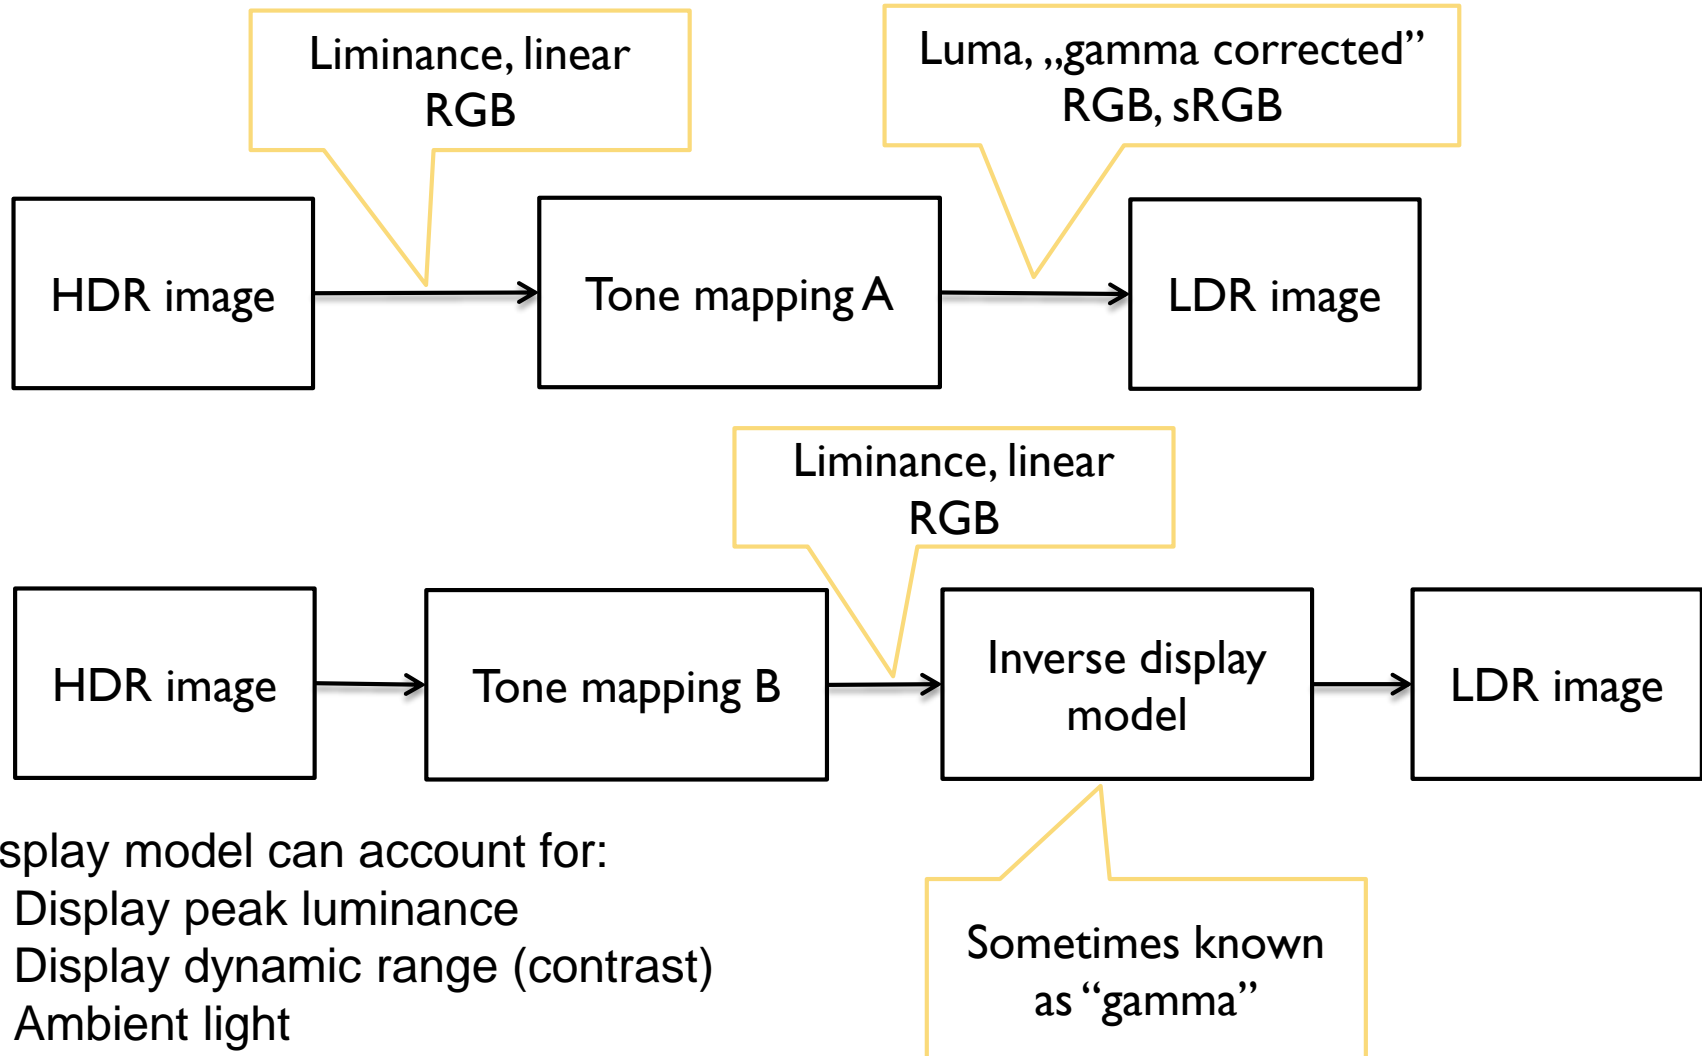 Liminance, linear
RGB
Luma, „gamma corrected”
RGB, sRGB
HDR image
Tone mapping A
LDR image
Liminance, linear
RGB
HDR image
Tone mapping B
Inverse display
model
LDR image
splay model can account for:
Display peak luminance
Display dynamic range (contrast)
Ambient light
Sometimes known
as “gamma”